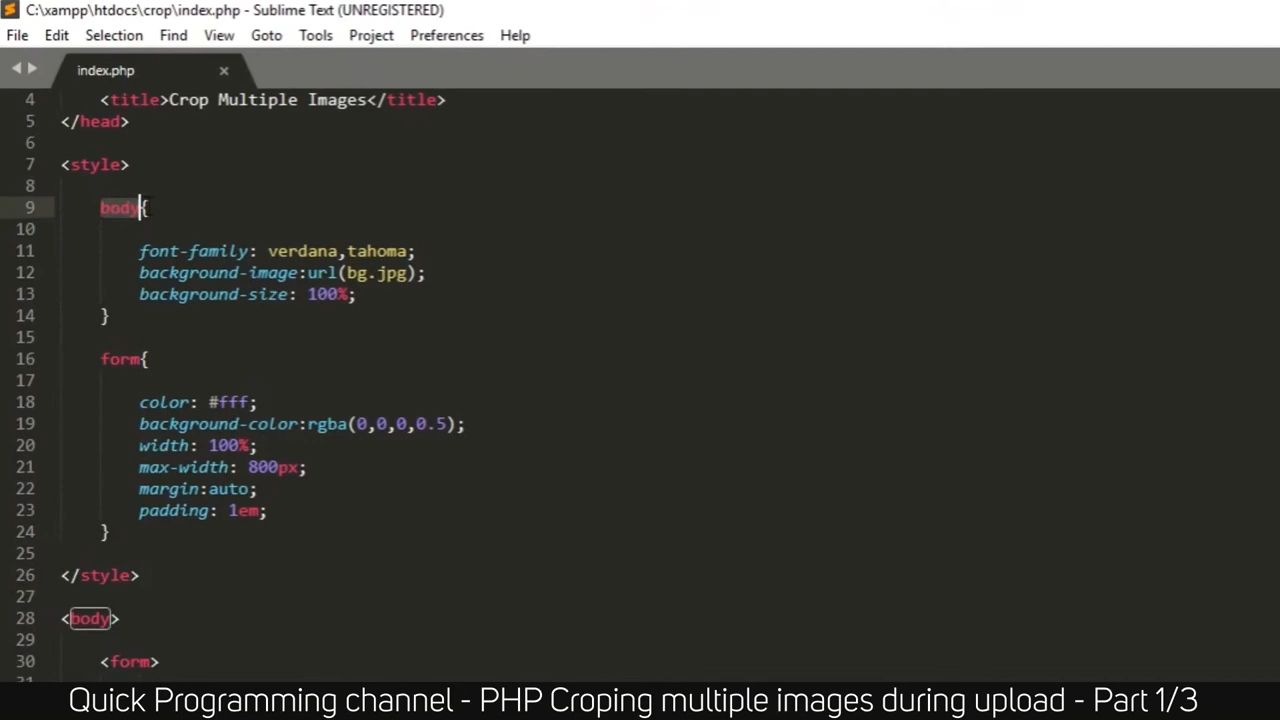 C:\xampp\htdocs\crop\index.php - Sublime Text (UNREGISTERED)
File Edit Selection Find View Goto Tools Project Preferences Help
index.php ×
4 <title>Crop Multiple Images</title>
5 </head>
6
7 <style>
8
9 body{
10
11 font-family: verdana,tahoma;
12 background-image:url(bg.jpg);
13 background-size: 100%;
14 }
15
16 form{
17
18 color: #fff;
19 background-color:rgba(0,0,0,0.5);
20 width: 100%;
21 max-width: 800px;
22 margin:auto;
23 padding: 1em;
24 }
25
26 </style>
27
28 <body>
29
30 <form>
Quick Programming channel - PHP Croping multiple images during upload - Part 1/3